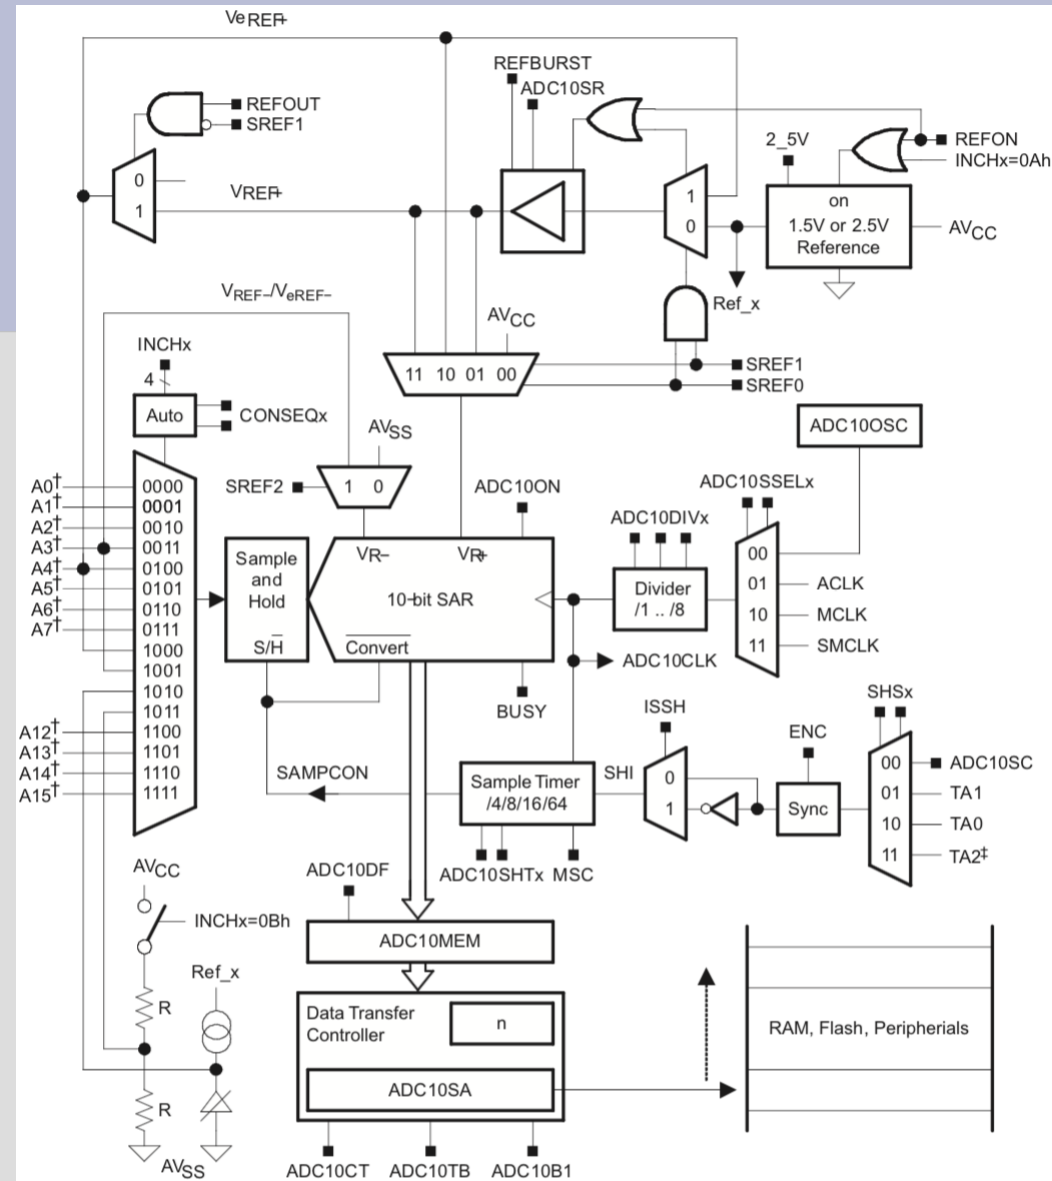 VeREF+
REFBURST
ADC10SR
REFOUT
SREF1
2_5V
REFON
INCHx=0Ah
0
1
VREF+
1
0
on
1.5V or 2.5V
Reference
AVCC
VREF–/VeREF–
Ref_x
AVCC
INCHx
4
11 10 01 00
SREF1
SREF0
Auto
CONSEQx
AVSS
ADC10OSC
SREF2
1 0
ADC10ON
ADC10SSELx
ADC10DIVx
A0†
A1†
A2†
A3†
A4†
A5†
A6†
A7†
A12†
A13†
A14†
A15†
0000
0001
0010
0011
0100
0101
0110
0111
1000
1001
1010
1011
1100
1101
1110
1111
Sample
and
Hold
S/H
VR–
VR+
10–bit SAR
Convert
Divider
/1 .. /8
00
01
10
11
ACLK
MCLK
SMCLK
ADC10CLK
BUSY
ISSH
ENC
SHSx
SAMPCON
Sample Timer
/4/8/16/64
SHI
0
1
Sync
00
01
10
11
ADC10SC
TA1
TA0
TA2‡
ADC10DF
ADC10SHTx
MSC
AVCC
INCHx=0Bh
ADC10MEM
Ref_x
R
Data Transfer
Controller
n
RAM, Flash, Peripherials
R
ADC10SA
AVSS
ADC10CT
ADC10TB
ADC10B1